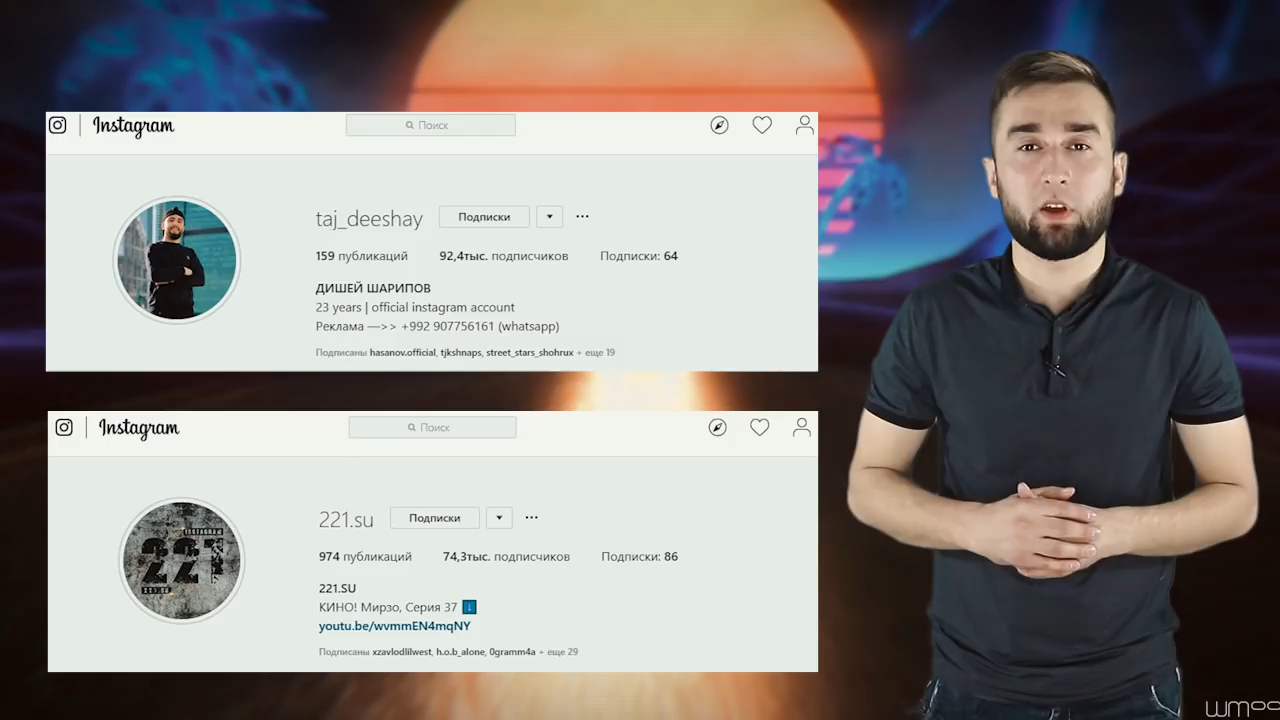 Instagram
Поиск
taj_deeshay Подписки ...
159 публикаций 92,4тыс. подписчиков Подписки: 64
ДИШЕЙ ШАРИПОВ
23 years | official instagram account
Реклама —>> +992 907756161 (whatsapp)
Подписаны hasanov.official, tjkshnaps, street_stars_shohrux + еще 19
Instagram
Поиск
221.su Подписки ...
974 публикаций 74,3тыс. подписчиков Подписки: 86
INSTAGRAM
221
221.SU
221.SU
КИНО! Мирзо, Серия 37 ↓
youtu.be/wvmmEN4mqNY
Подписаны xzavlodlilwest, h.o.b_alone, 0gramm4a + еще 29